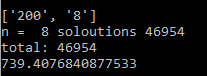 ['200', '8']
n =  8 soloutions 46954
total: 46954
739.4076840877533